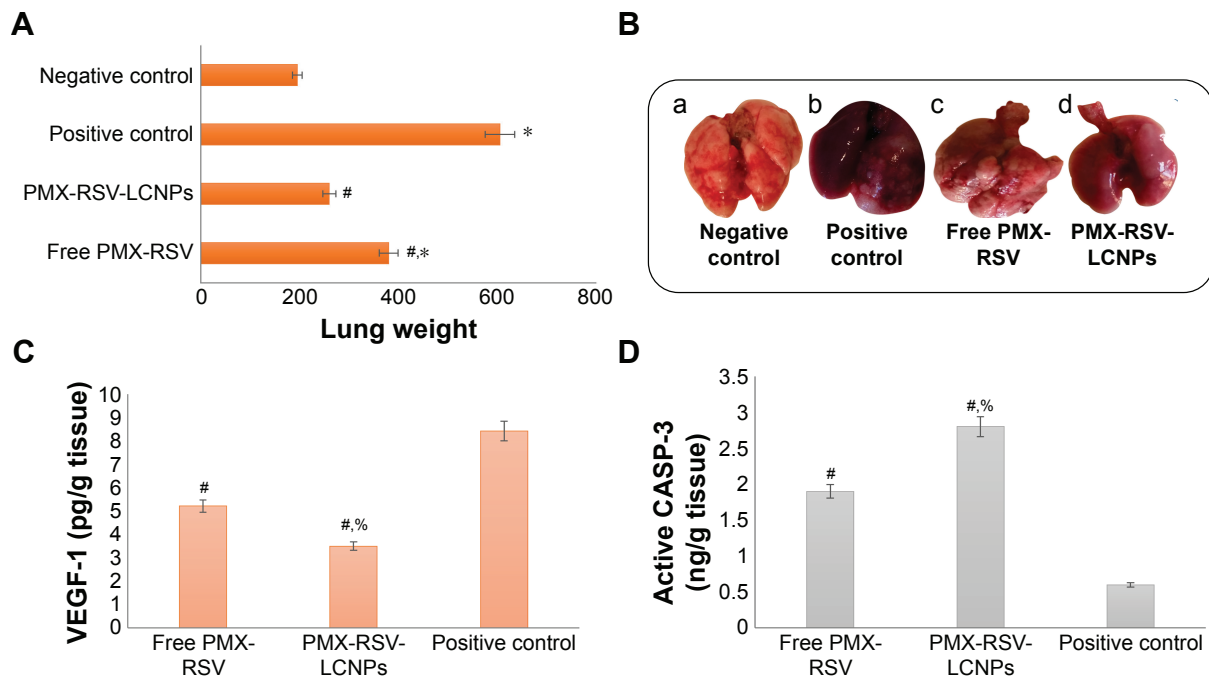 A
Negative control
Positive control
*
PMX-RSV-LCNPs
#
Free PMX-RSV
#,*
0
200
400
600
800
Lung weight
B
a
b
c
d
Negative
control
Positive
control
Free PMX-
RSV
PMX-RSV-
LCNPs
C
VEGF-1 (pg/g tissue)
10
9
8
7
6
5
4
3
2
1
0
#
#,%
Free PMX-
RSV
PMX-RSV-
LCNPs
Positive control
D
Active CASP-3
(ng/g tissue)
3.5
3
2.5
2
1.5
1
0.5
0
#
#,%
Free PMX-
RSV
PMX-RSV-
LCNPs
Positive control